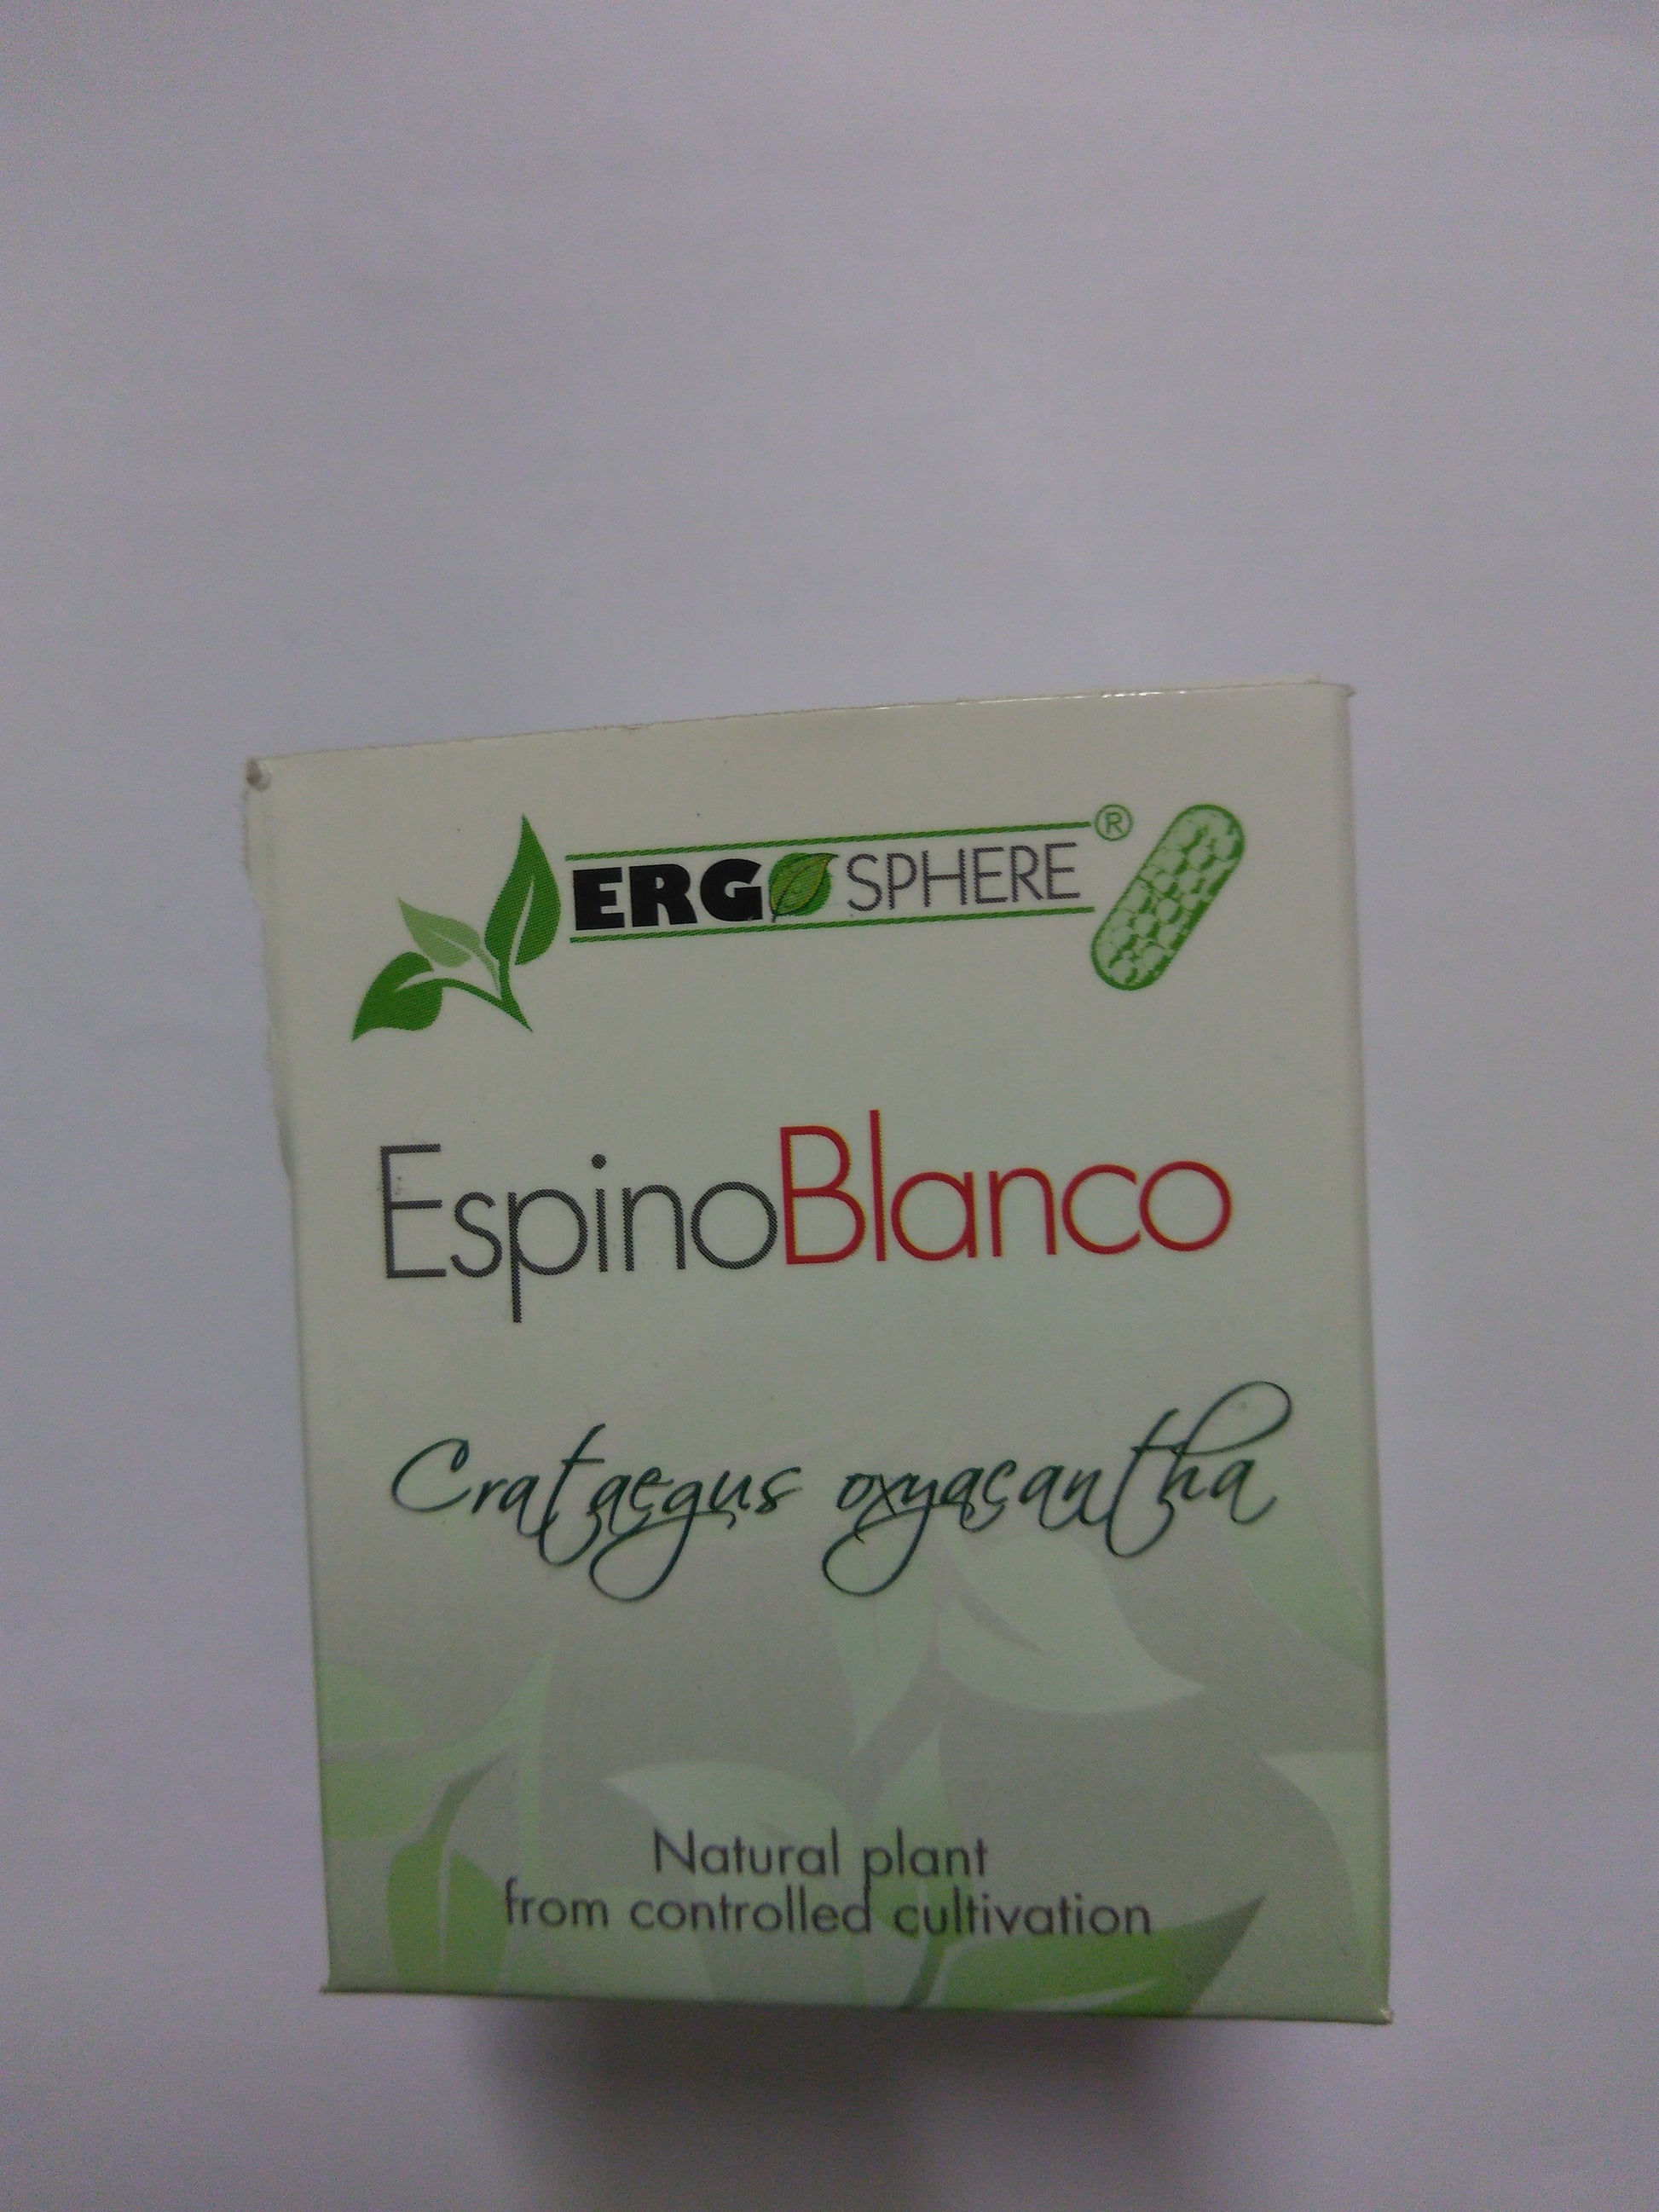 ERGOSPHERE®
EspinoBlanco
Crataegus oxyacantha
Natural plant
from controlled cultivation